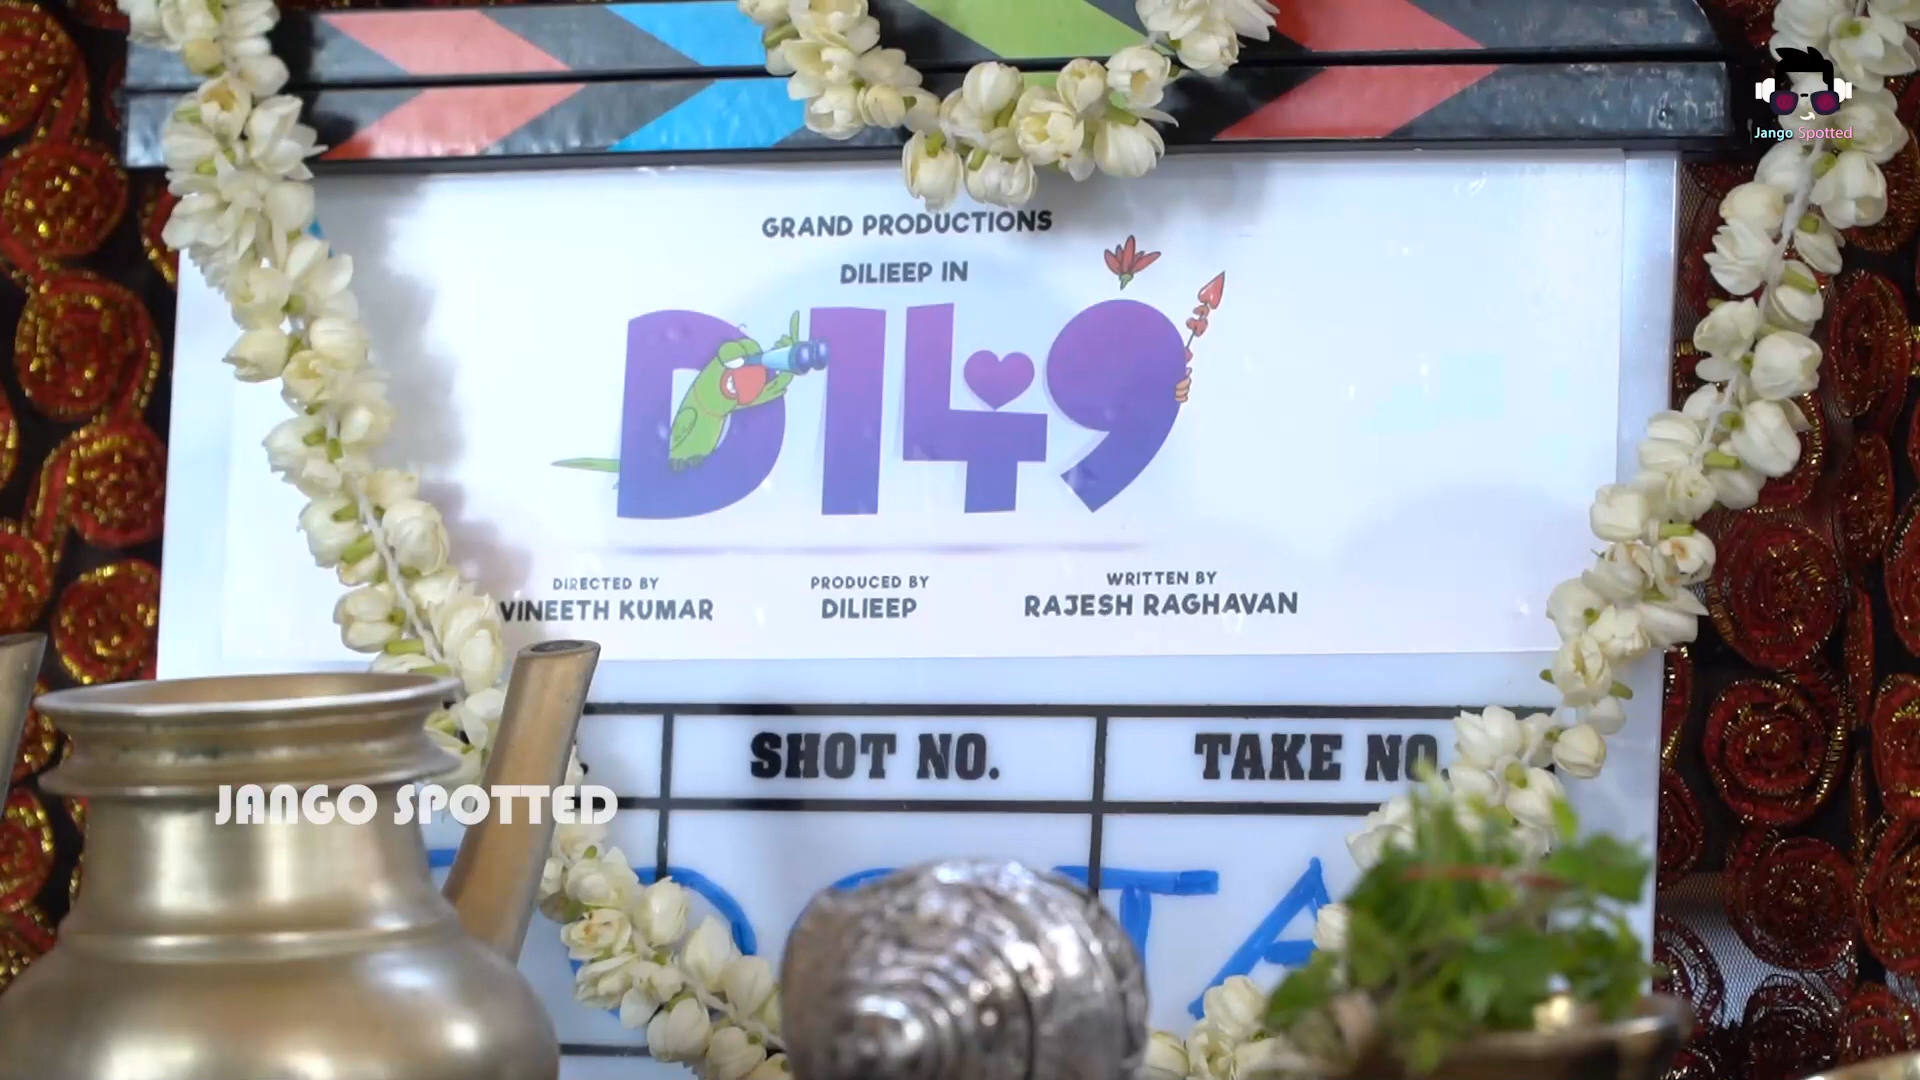 Jango Spotted
GRAND PRODUCTIONS
DILIEEP IN
D149
DIRECTED BY
VINEETH KUMAR
PRODUCED BY
DILIEEP
WRITTEN BY
RAJESH RAGHAVAN
SHOT NO.
TAKE NO.
JANGO SPOTTED